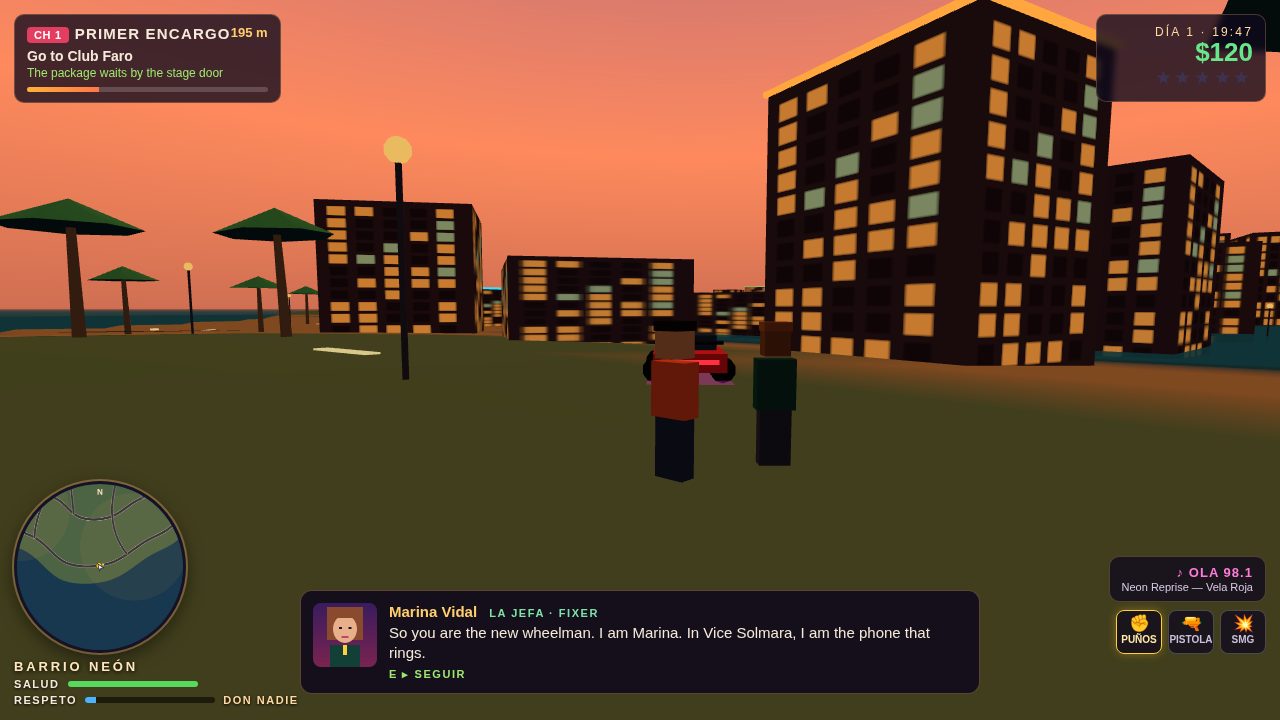 CH 1 PRIMER ENCARGO 195 m
Go to Club Faro
The package waits by the stage door
DÍA 1 · 19:47
$120
★★★★★
N
BARRIO NEÓN
SALUD
RESPETO DON NADIE
Marina Vidal LA JEFA · FIXER
So you are the new wheelman. I am Marina. In Vice Solmara, I am the phone that
rings.
E ▸ SEGUIR
♪ OLA 98.1
Neon Reprise — Vela Roja
PUÑOS PISTOLA SMG